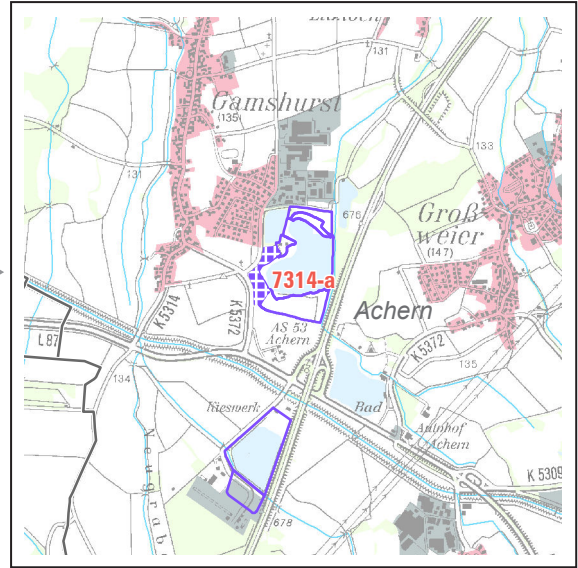 131
Gamshurst
(135)
133
131
676
Groß-
weier
(147)
7314-a
K 5314
K 5372
Achern
AS 53
Achern
L 87
K 5372
134
135
Kieswerk
Bad
Autohof
Achern
K 5309
678